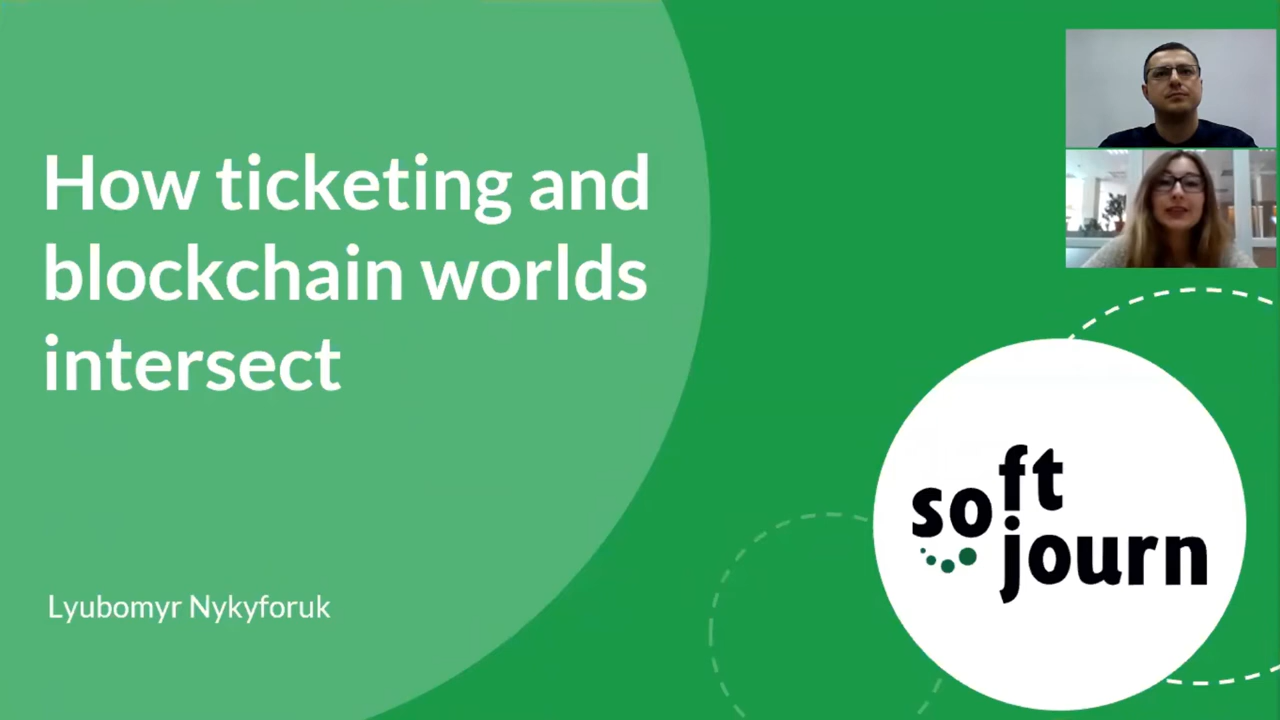 How ticketing and
blockchain worlds
intersect
Lyubomyr Nykyforuk
soft
journ